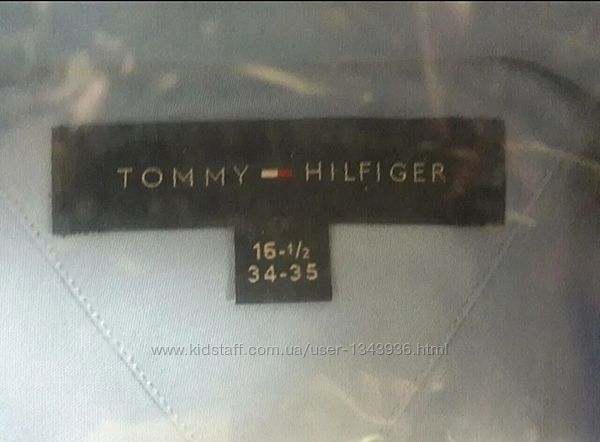 TOMMY HILFIGER
16-1/2
34-35
www.kidstaff.com.ua/user-1343936.html